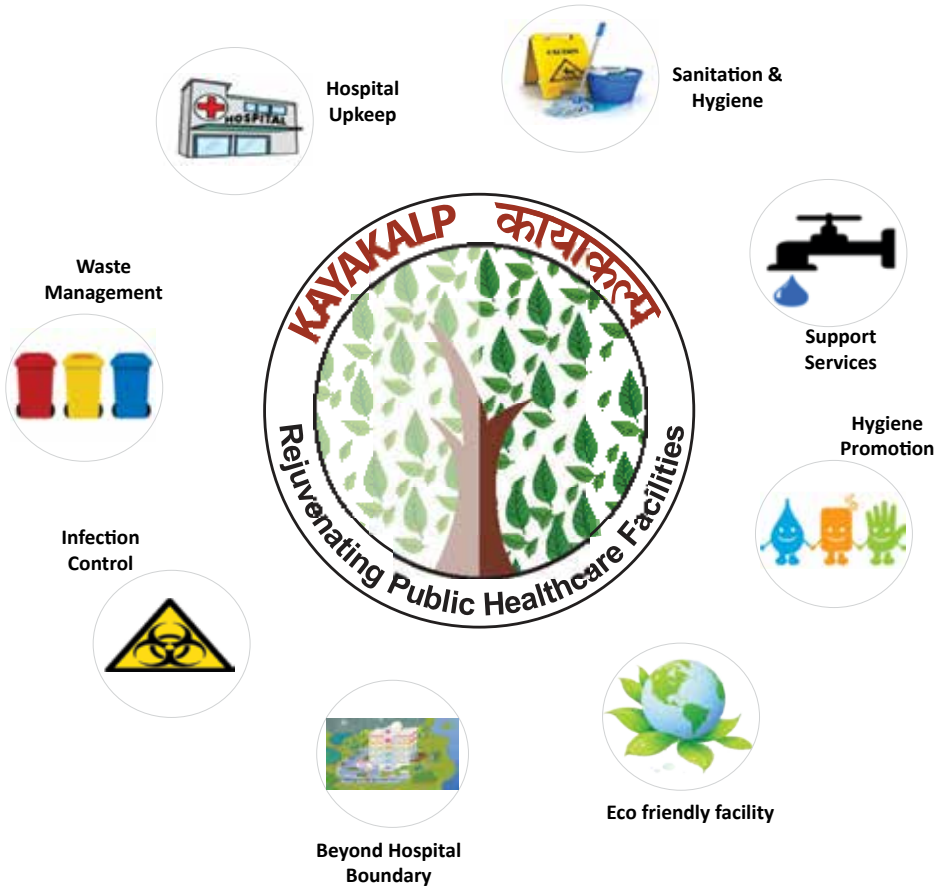 Hospital
Upkeep
HOSPITAL
Sanitation &
Hygiene
Support
Services
Hygiene
Promotion
Eco friendly facility
Beyond Hospital
Boundary
Infection
Control
Waste
Management
KAYAKALP कायाकल्प
Rejuvenating Public Healthcare Facilities